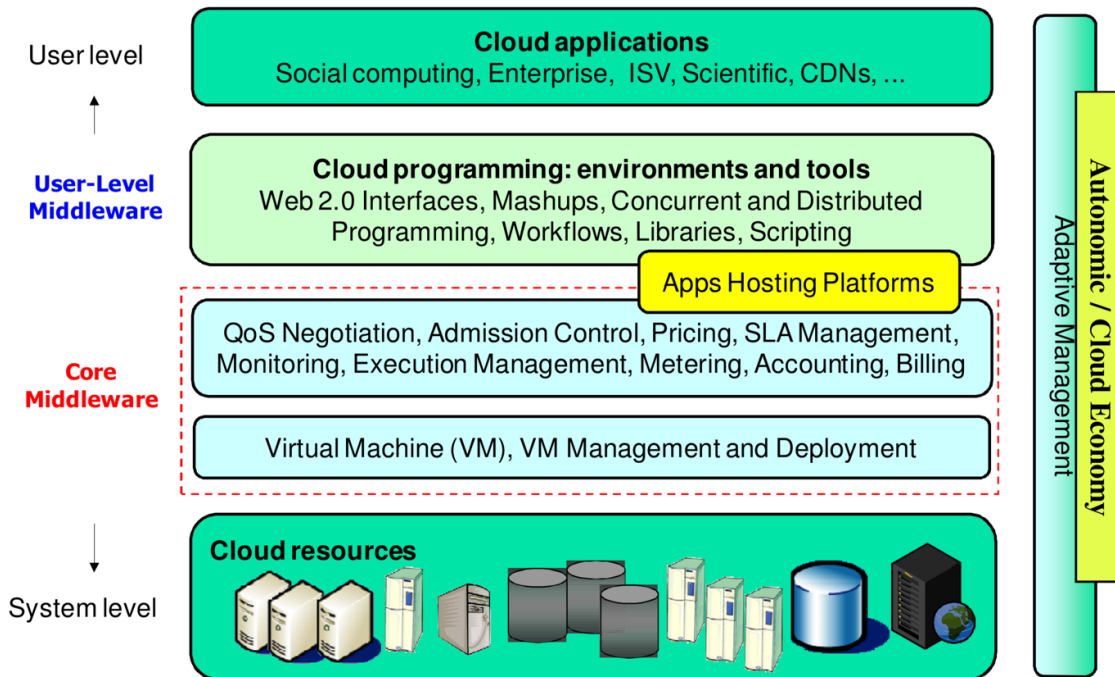 User level
Cloud applications
Social computing, Enterprise, ISV, Scientific, CDNs, ...
User-Level
Middleware
Cloud programming: environments and tools
Web 2.0 Interfaces, Mashups, Concurrent and Distributed
Programming, Workflows, Libraries, Scripting
Apps Hosting Platforms
Core
Middleware
QoS Negotiation, Admission Control, Pricing, SLA Management,
Monitoring, Execution Management, Metering, Accounting, Billing
Virtual Machine (VM), VM Management and Deployment
System level
Cloud resources
Adaptive Management
Autonomic / Cloud Economy